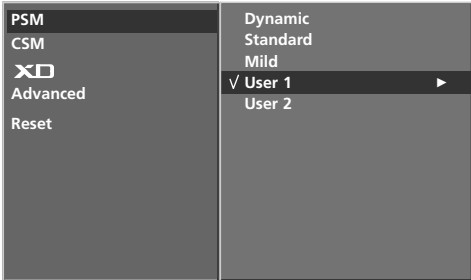 PSM
CSM
XD
Advanced
Reset
Dynamic
Standard
Mild
√ User 1 ►
User 2